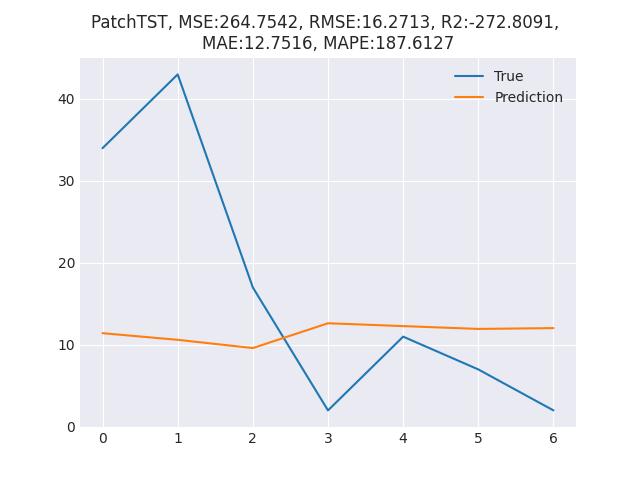 PatchTST, MSE:264.7542, RMSE:16.2713, R2:-272.8091,
MAE:12.7516, MAPE:187.6127
True
Prediction
40
30
20
10
0
0 1 2 3 4 5 6